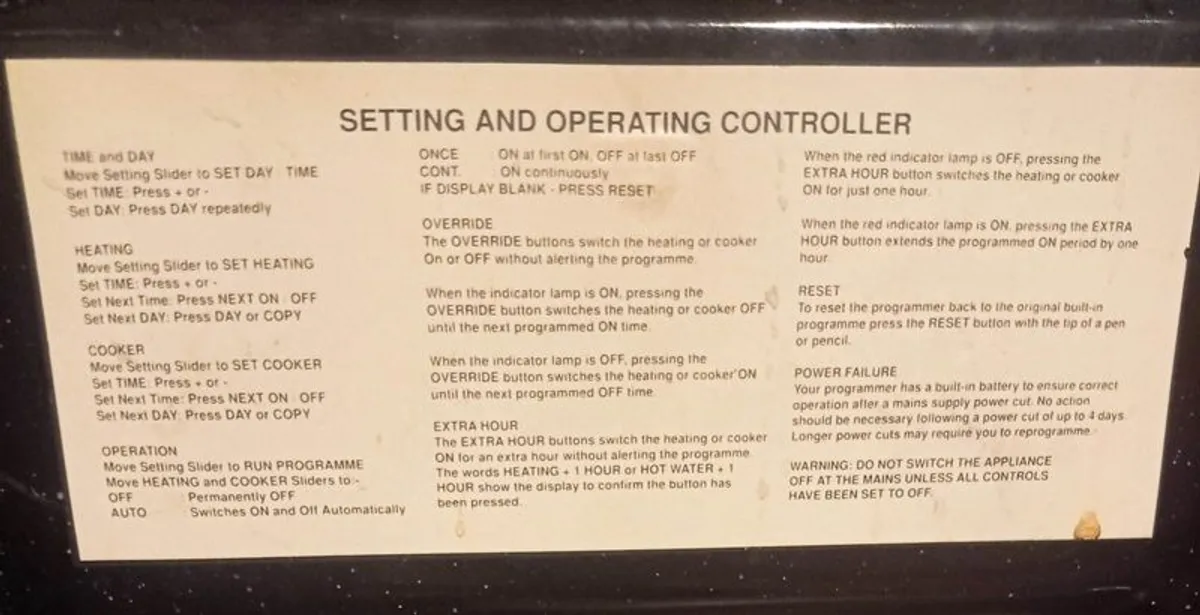 SETTING AND OPERATING CONTROLLER
TIME and DAY
Move Setting Slider to SET DAY TIME
Set TIME: Press + or -
Set DAY: Press DAY repeatedly
HEATING
Move Setting Slider to SET HEATING
Set TIME: Press + or -
Set Next Time: Press NEXT ON OFF
Set Next DAY: Press DAY or COPY
COOKER
Move Setting Slider to SET COOKER
Set TIME: Press + or -
Set Next Time: Press NEXT ON OFF
Set Next DAY: Press DAY or COPY
OPERATION
Move Setting Slider to RUN PROGRAMME
Move HEATING and COOKER Sliders to:-
OFF : Permanently OFF
AUTO : Switches ON and Off Automatically
ONCE : ON at first ON, OFF at last OFF
CONT. : ON continuously
IF DISPLAY BLANK - PRESS RESET
OVERRIDE
The OVERRIDE buttons switch the heating or cooker
On or OFF without alerting the programme.
When the indicator lamp is ON, pressing the
OVERRIDE button switches the heating or cooker OFF
until the next programmed ON time.
When the indicator lamp is OFF, pressing the
OVERRIDE button switches the heating or cooker ON
until the next programmed OFF time.
EXTRA HOUR
The EXTRA HOUR buttons switch the heating or cooker
ON for an extra hour without alerting the programme.
The words HEATING + 1 HOUR or HOT WATER + 1
HOUR show the display to confirm the button has
been pressed.
When the red indicator lamp is OFF, pressing the
EXTRA HOUR button switches the heating or cooker
ON for just one hour.
When the red indicator lamp is ON, pressing the EXTRA
HOUR button extends the programmed ON period by one
hour.
RESET
To reset the programmer back to the original built-in
programme press the RESET button with the tip of a pen
or pencil.
POWER FAILURE
Your programmer has a built-in battery to ensure correct
operation after a mains supply power cut. No action
should be necessary following a power cut of up to 4 days.
Longer power cuts may require you to reprogramme.
WARNING: DO NOT SWITCH THE APPLIANCE
OFF AT THE MAINS UNLESS ALL CONTROLS
HAVE BEEN SET TO OFF.